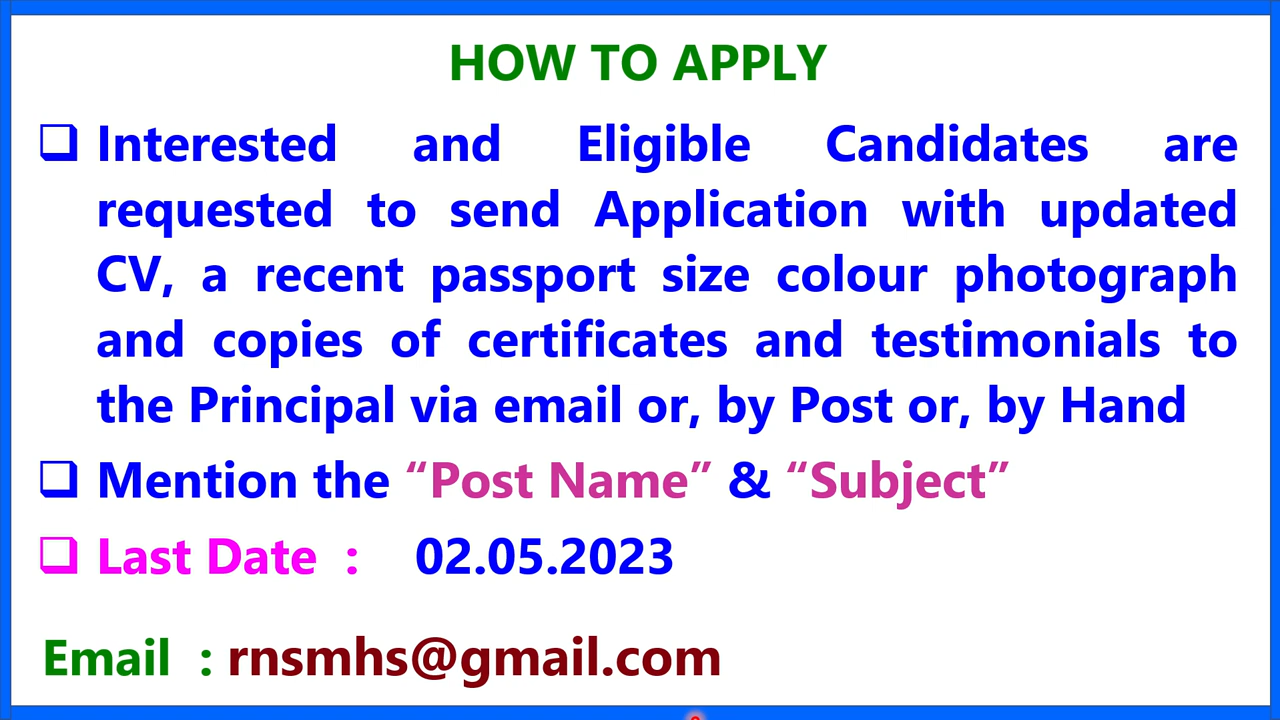 HOW TO APPLY
❑ Interested and Eligible Candidates are
requested to send Application with updated
CV, a recent passport size colour photograph
and copies of certificates and testimonials to
the Principal via email or, by Post or, by Hand
❑ Mention the “Post Name” & “Subject”
❑ Last Date : 02.05.2023
Email : rnsmhs@gmail.com